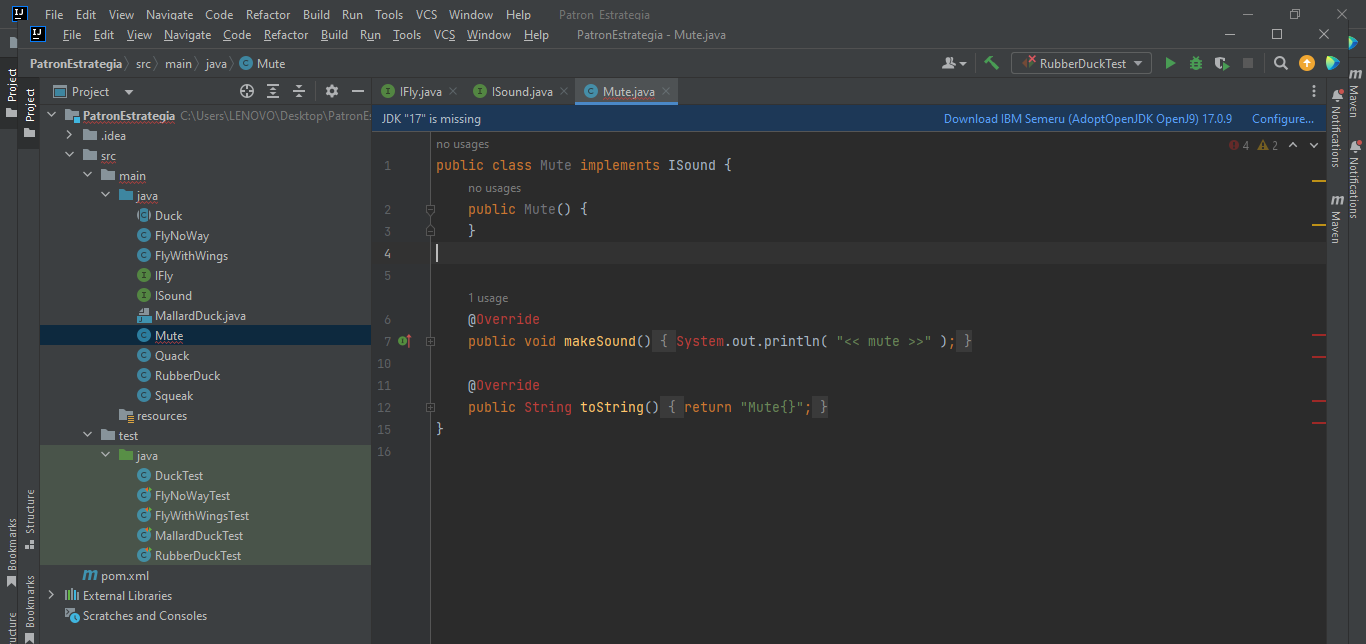 File Edit View Navigate Code Refactor Build Run Tools VCS Window Help Patron Estrategia
File Edit View Navigate Code Refactor Build Run Tools VCS Window Help PatronEstrategia - Mute.java
PatronEstrategia src main java Mute RubberDuckTest
Project
Project
Project
IFly.java ISound.java Mute.java
JDK "17" is missing Download IBM Semeru (AdoptOpenJDK OpenJ9) 17.0.9 Configure...
PatronEstrategia C:\Users\LENOVO\Desktop\PatronEs
.idea
src
main
java
Duck
FlyNoWay
FlyWithWings
IFly
ISound
MallardDuck.java
Mute
Quack
RubberDuck
Squeak
resources
test
java
DuckTest
FlyNoWayTest
FlyWithWingsTest
MallardDuckTest
RubberDuckTest
pom.xml
External Libraries
Scratches and Consoles
no usages
4 2
1 public class Mute implements ISound {
no usages
2 public Mute() {
3 }
4
5
1 usage
6 @Override
7 public void makeSound() { System.out.println( "<< mute >>" ); }
10
11 @Override
12 public String toString() { return "Mute{}"; }
15 }
16
Structure
Bookmarks
Bookmarks
ucture
Notifications
Maven
Maven
Notifications